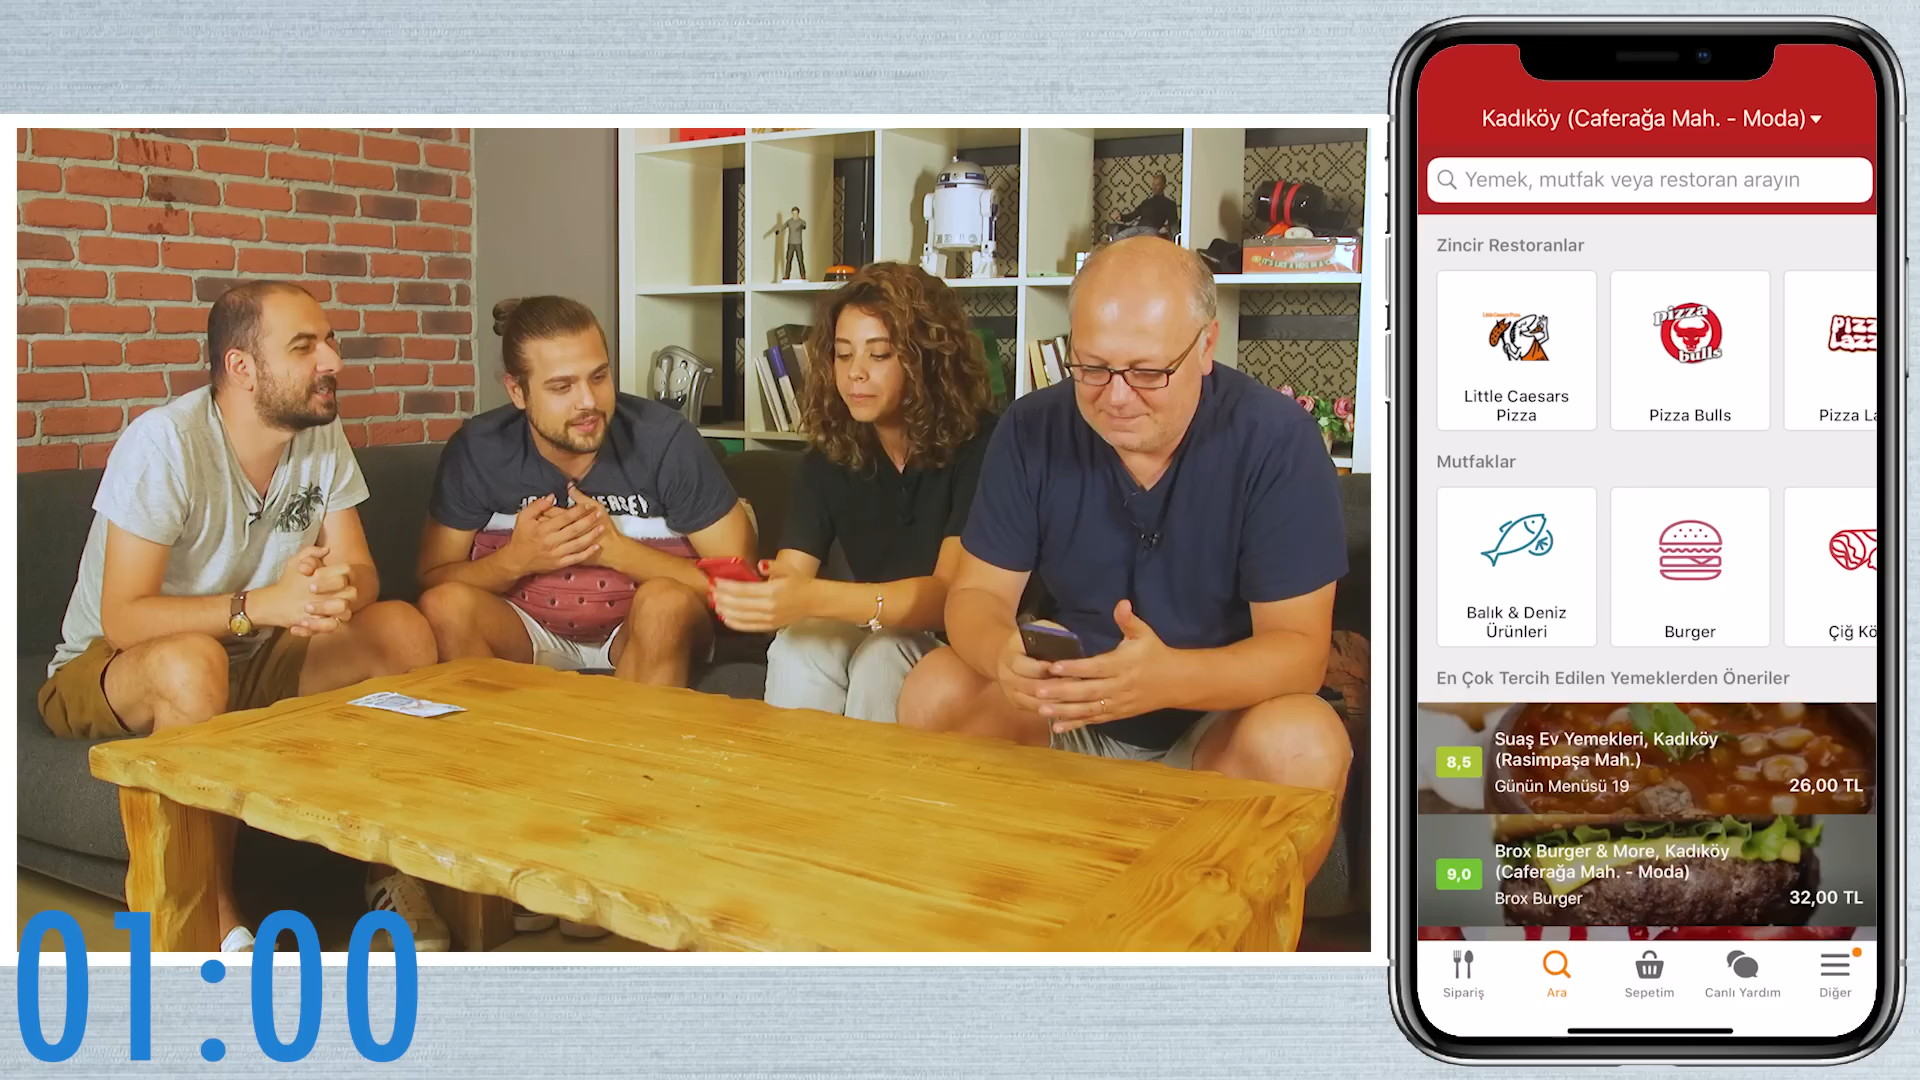 Kadıköy (Caferağa Mah. - Moda)
Yemek, mutfak veya restoran arayın
Zincir Restoranlar
Little Caesars
Pizza
pizza
bulls
Pizza Bulls
Mutfaklar
Balık & Deniz
Ürünleri
Burger
En Çok Tercih Edilen Yemeklerden Öneriler
8,5
Suaş Ev Yemekleri, Kadıköy
(Rasimpaşa Mah.)
Günün Menüsü 19
26,00 TL
9,0
Brox Burger & More, Kadıköy
(Caferağa Mah. - Moda)
Brox Burger
32,00 TL
Sipariş
Ara
Sepetim
Canlı Yardım
Diğer
01:00